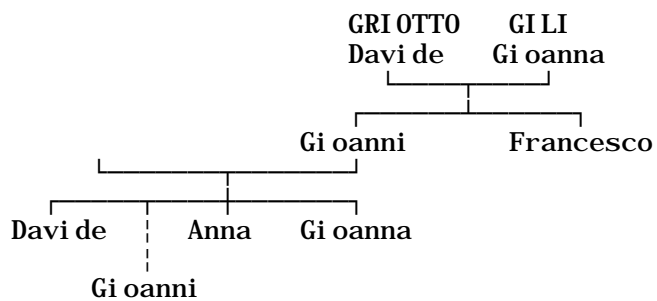 GRIOTTO GILI
Davide Gioanna
Gioanni Francesco
Davide Anna Gioanna
Gioanni